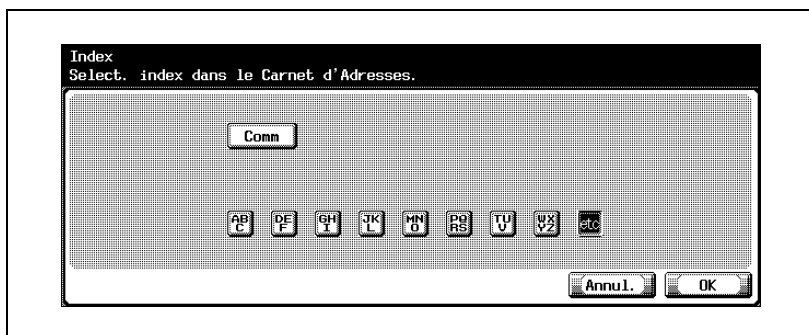 Index
Select. index dans le Carnet d'Adresses.
Comm
ABC DEF GHI JKL MNO PQRS TUV WXYZ etc
Annul. OK